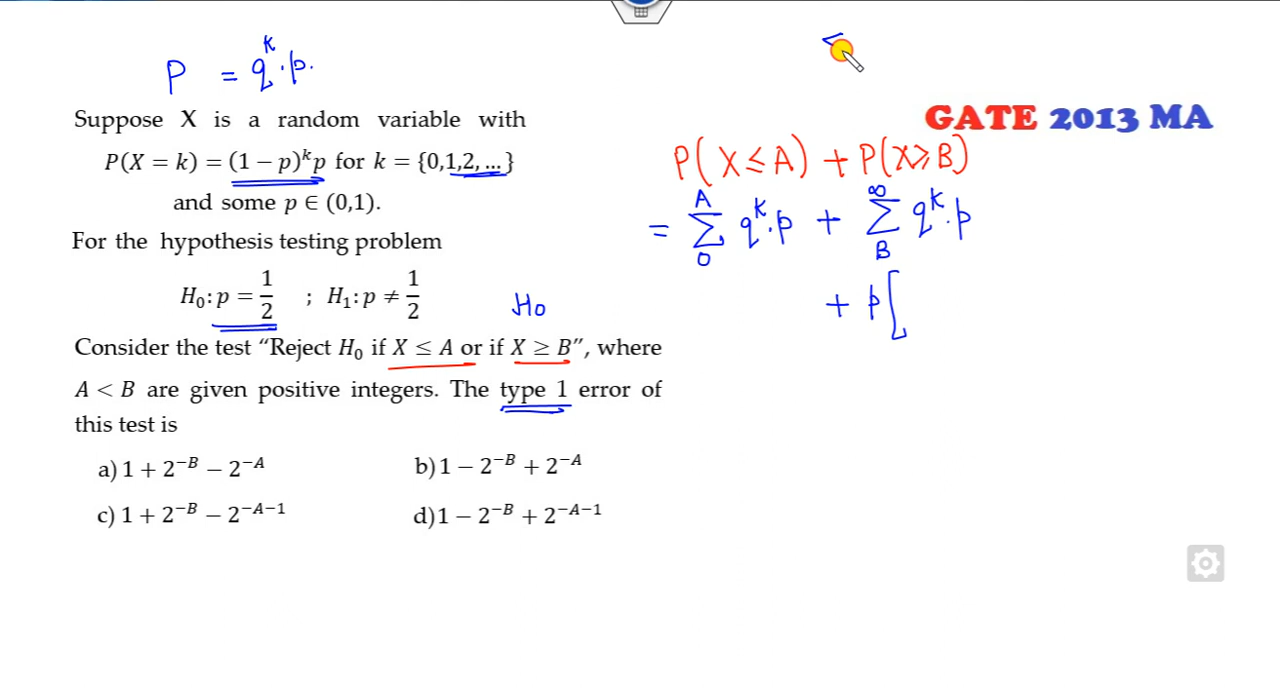 P = q^k · p.
Suppose X is a random variable with
GATE 2013 MA
P(X = k) = (1 − p)^k p for k = {0,1,2, … }
and some p ∈ (0,1).
P(X ≤ A) + P(X ≥ B)
= ∑_0^A q^k · p + ∑_B^∞ q^k · p
For the hypothesis testing problem
H₀: p = 1/2 ; H₁: p ≠ 1/2
H₀
+ p[
Consider the test “Reject H₀ if X ≤ A or if X ≥ B”, where
A < B are given positive integers. The type 1 error of
this test is
a) 1 + 2^−B − 2^−A
b) 1 − 2^−B + 2^−A
c) 1 + 2^−B − 2^−A−1
d) 1 − 2^−B + 2^−A−1